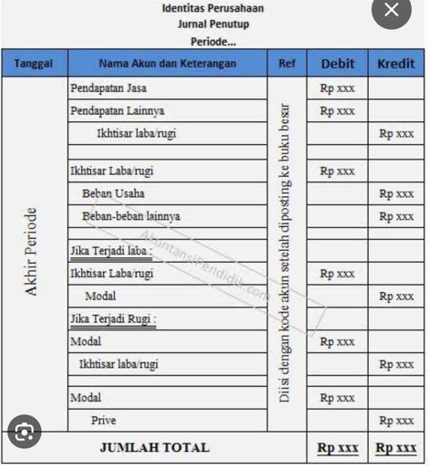 Identitas Perusahaan
Jurnal Penutup
Periode...
Tanggal Nama Akun dan Keterangan Ref Debit Kredit
Akhir Periode
Diisi dengan kode akun setelah diposting ke buku besar
Pendapatan Jasa Rp xxx
Pendapatan Lainnya Rp xxx
Ikhtisar laba/rugi Rp xxx
Ikhtisar Laba/rugi Rp xxx
Beban Usaha Rp xxx
Beban-beban lainnya Rp xxx
Jika Terjadi laba :
Ikhtisar Laba/rugi Rp xxx
Modal Rp xxx
Jika Terjadi Rugi :
Modal Rp xxx
Ikhtisar laba/rugi Rp xxx
Modal Rp xxx
Prive Rp xxx
JUMLAH TOTAL Rp xxx Rp xxx
AkuntansiPendidik.com